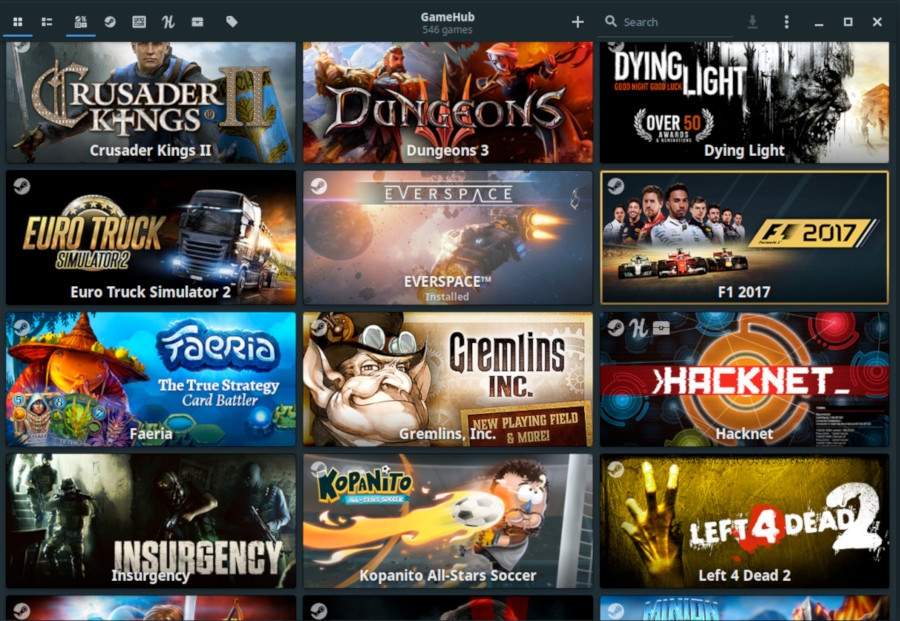 GameHub
546 games
Search
CRUSADER
KINGS II
Crusader Kings II
DUNGEONS
Dungeons 3
DYING
LIGHT
GOOD NIGHT GOOD LUCK
OVER 50
AWARDS
& NOMINATIONS
Dying Light
EURO TRUCK
SIMULATOR 2
Euro Truck Simulator 2
EVERSPACE
EVERSPACE™
Installed
F1 2017
Formula 1
F1 2017
Faeria
The True Strategy
Card Battler
Faeria
Gremlins
INC.
NEW PLAYING FIELD
& MORE!
Gremlins, Inc.
HACKNET_
Hacknet
INSURGENCY
Insurgency
KOPANITO
ALL-STARS SOCCER
Kopanito All-Stars Soccer
LEFT 4 DEAD 2
Left 4 Dead 2
MINION